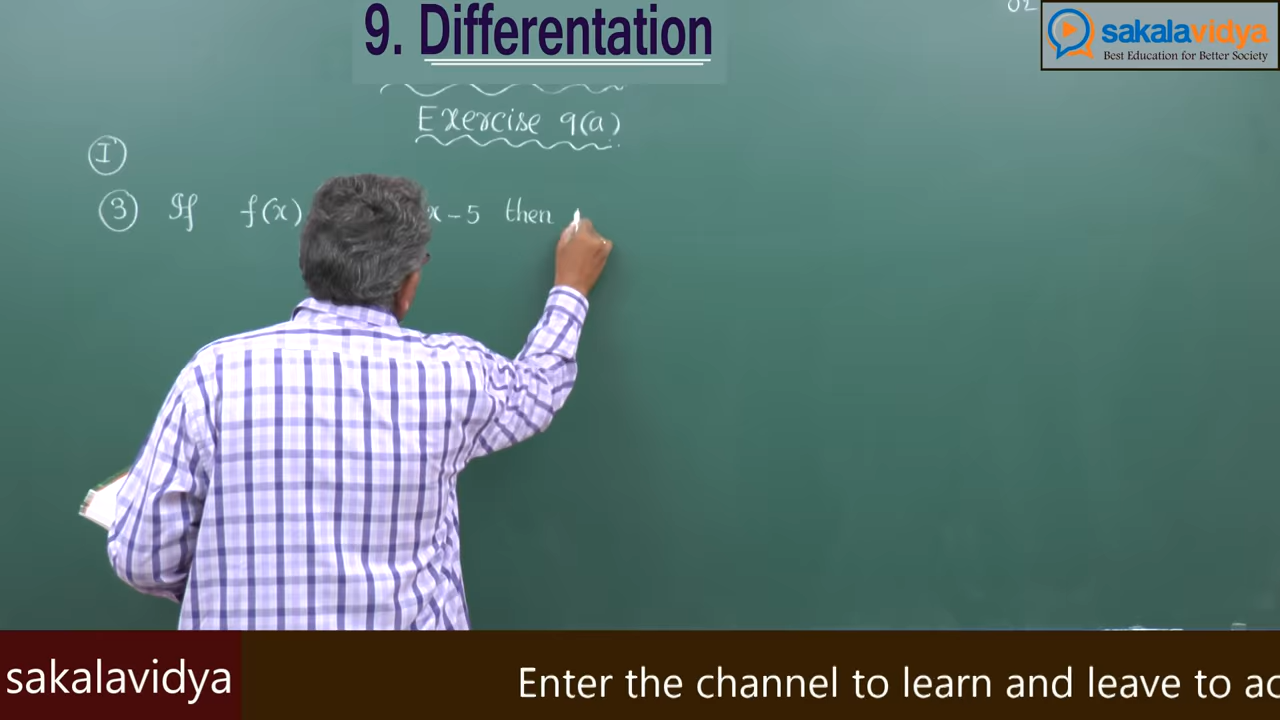 9. Differentation
sakalavidya
Best Education for Better Society
Exercise 9(a)
I
3 If f(x) x-5 then
sakalavidya
Enter the channel to learn and leave to ac